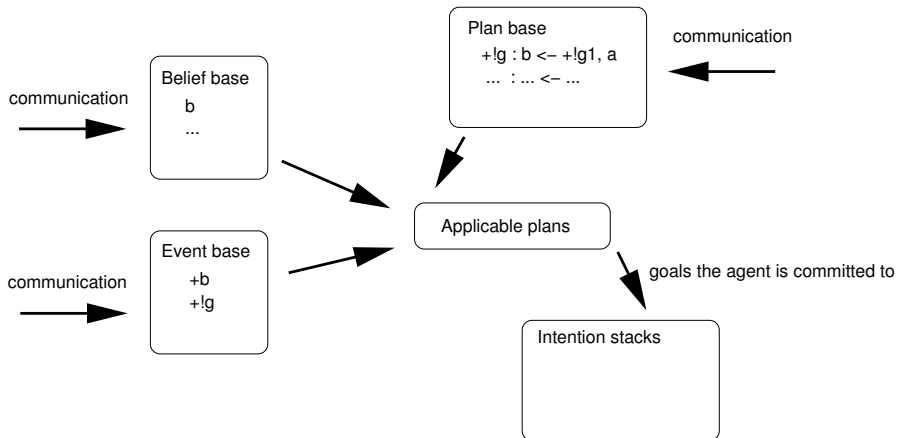 Plan base
+!g : b <− +!g1, a
... : ... <− ...
communication
Belief base
b
...
communication
Applicable plans
Event base
+b
+!g
communication
goals the agent is committed to
Intention stacks